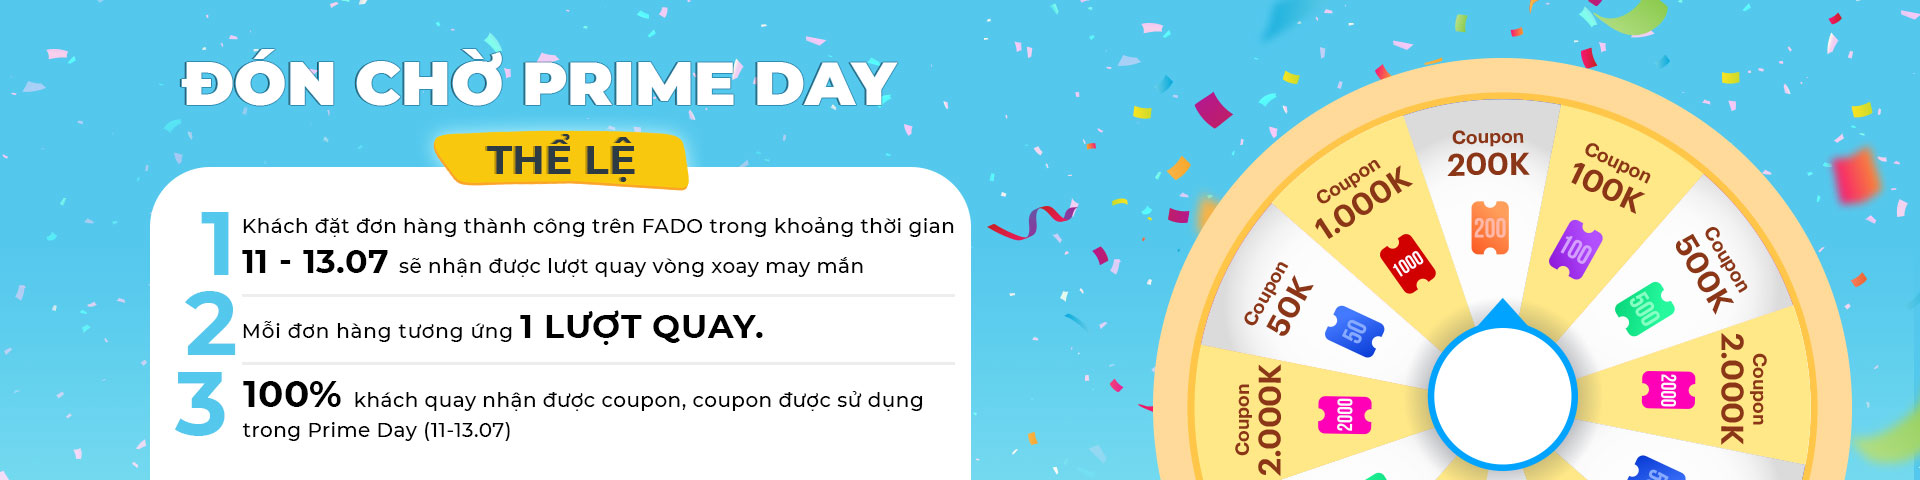 ĐÓN CHỜ PRIME DAY
THỂ LỆ
1
Khách đặt đơn hàng thành công trên FADO trong khoảng thời gian
11 - 13.07 sẽ nhận được lượt quay vòng xoay may mắn
2
Mỗi đơn hàng tương ứng 1 LƯỢT QUAY.
3
100% khách quay nhận được coupon, coupon được sử dụng
trong Prime Day (11-13.07)
Coupon
2.000K
2000
Coupon
50K
50
Coupon
1.000K
1000
Coupon
200K
200
Coupon
100K
100
Coupon
500K
500
Coupon
2.000K
2000